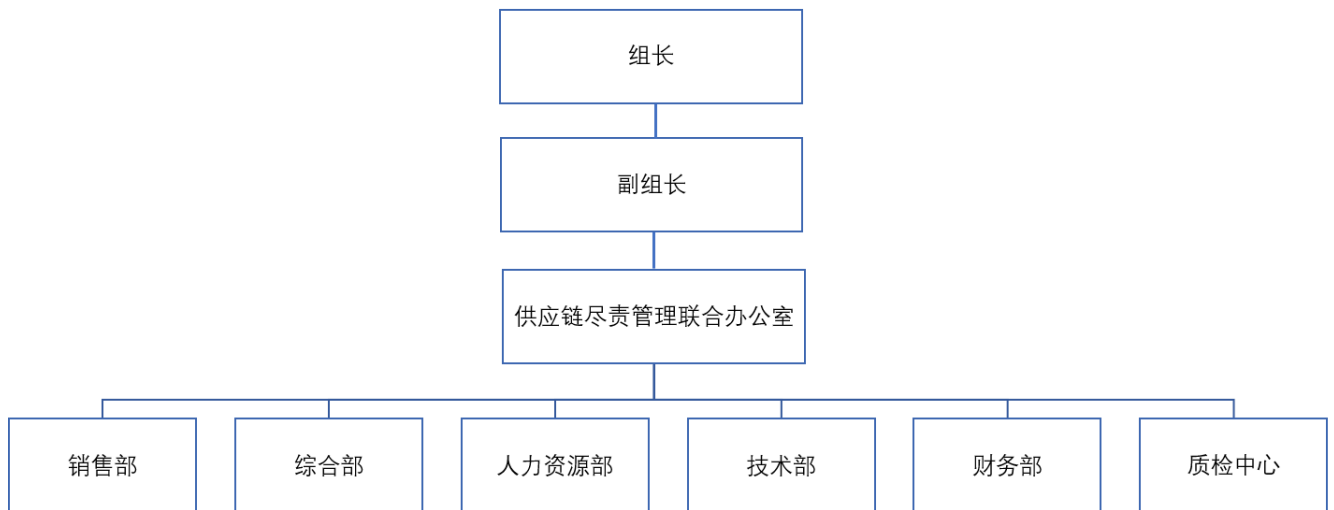 组长
副组长
供应链尽责管理联合办公室
销售部
综合部
人力资源部
技术部
财务部
质检中心